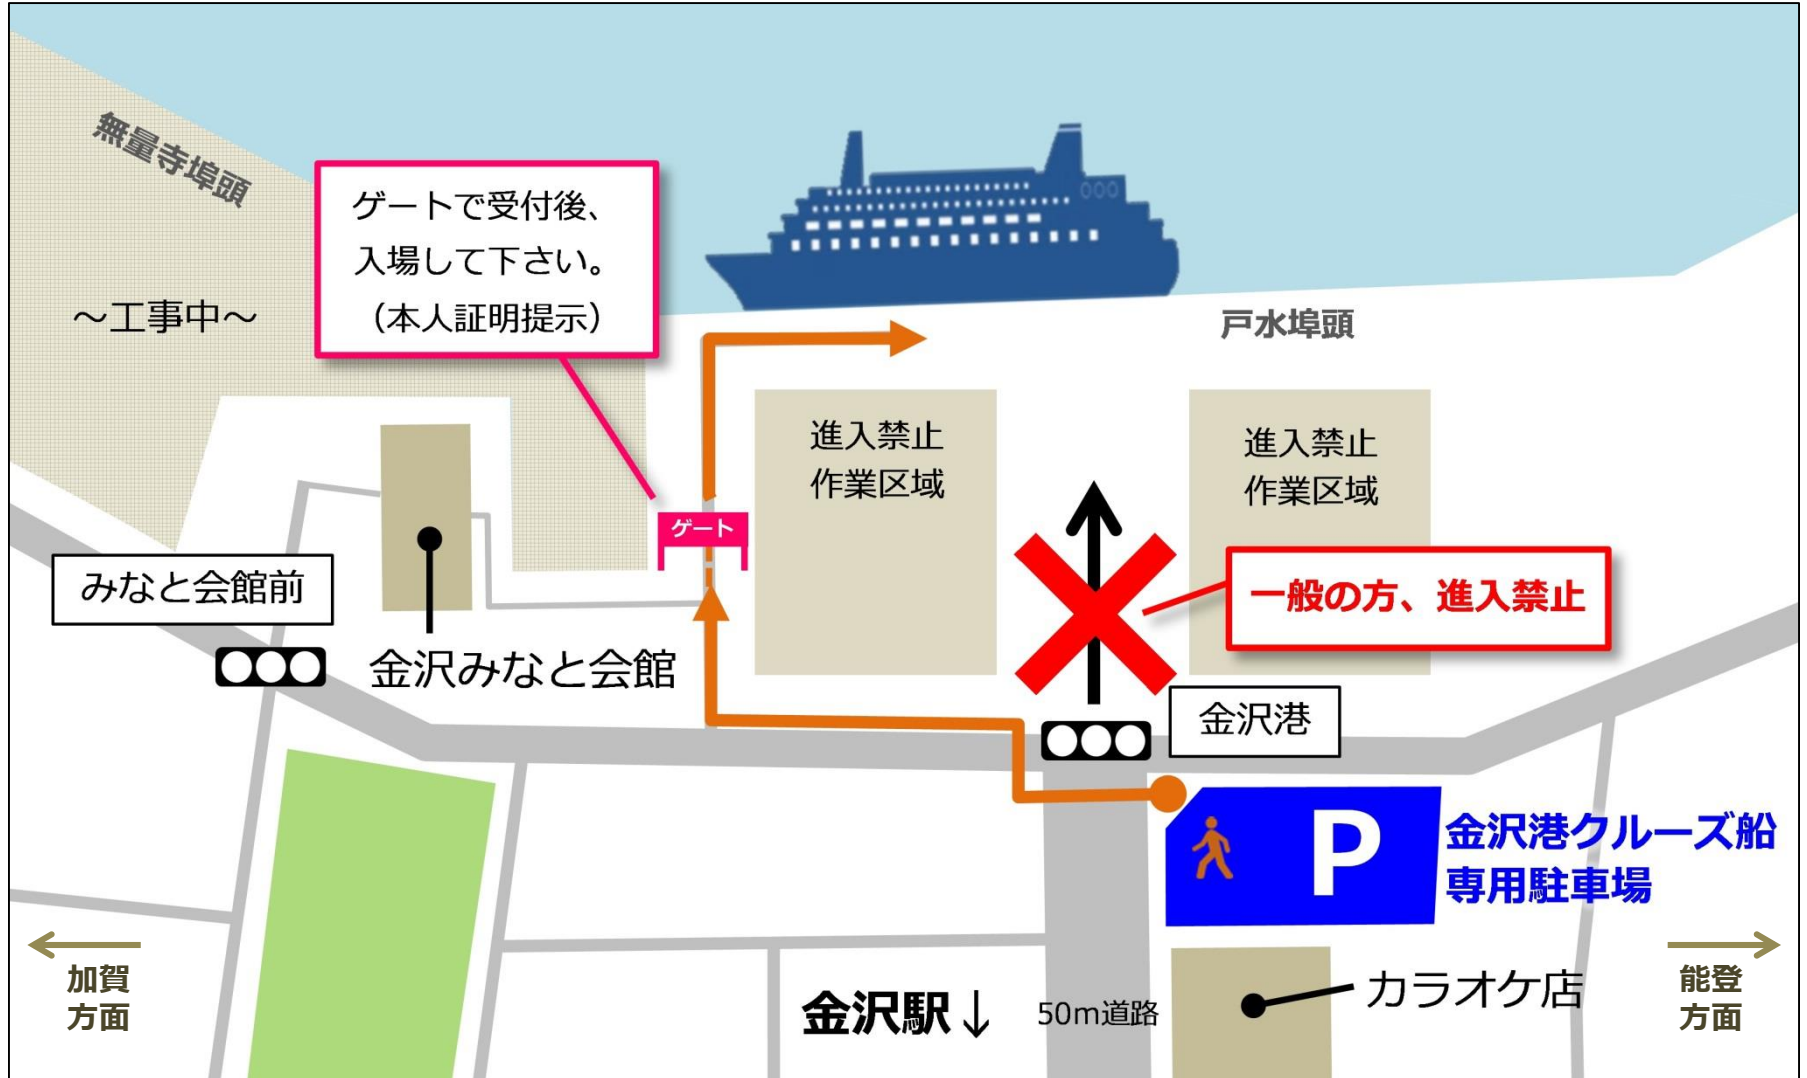 無量寺埠頭
ゲートで受付後、
入場して下さい。
（本人証明提示）
～工事中～
戸水埠頭
進入禁止
作業区域
進入禁止
作業区域
ゲート
みなと会館前
一般の方、進入禁止
金沢みなと会館
金沢港
P
金沢港クルーズ船
専用駐車場
加賀
方面
金沢駅↓
50m道路
カラオケ店
能登
方面